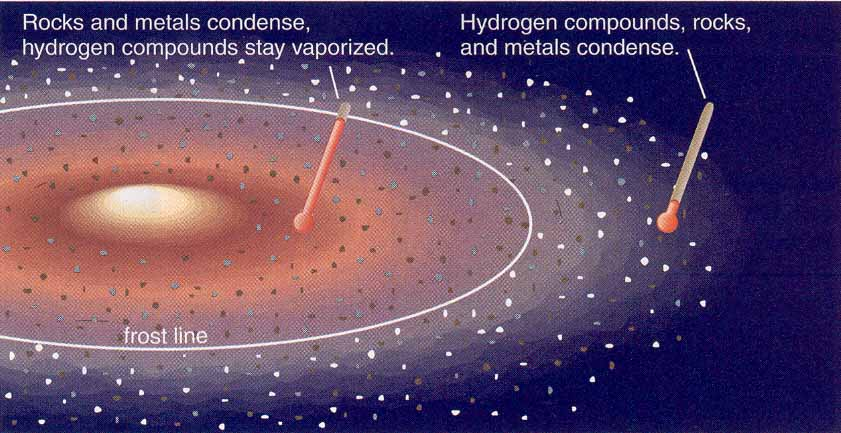 Rocks and metals condense,
hydrogen compounds stay vaporized.
Hydrogen compounds, rocks,
and metals condense.
frost line